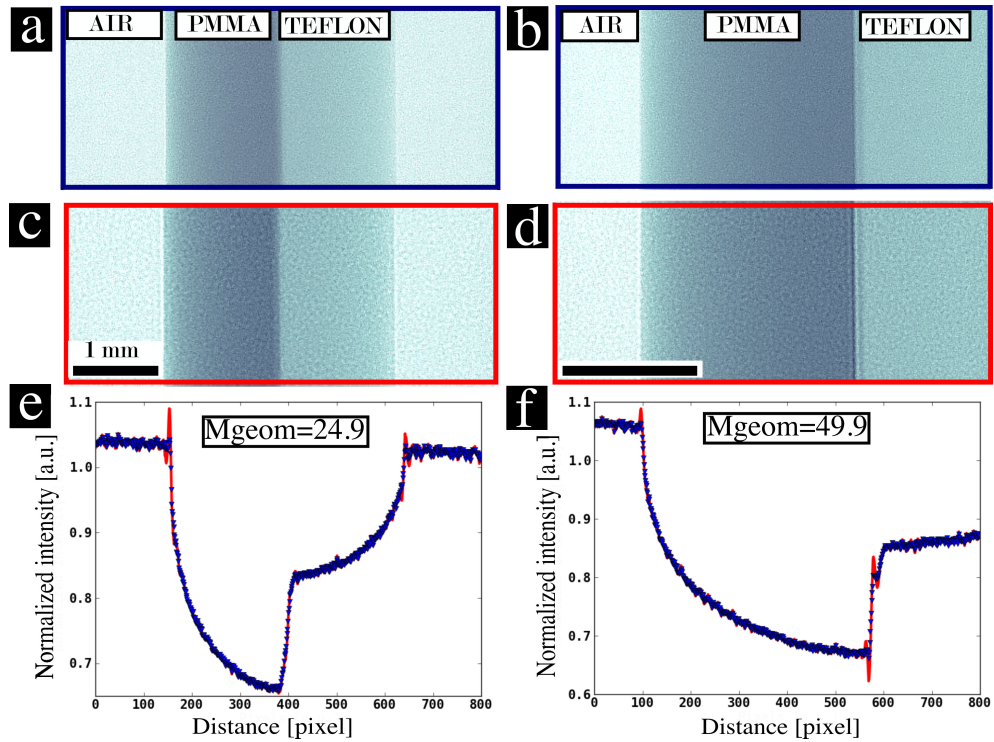 a
AIR
PMMA
TEFLON
b
AIR
PMMA
TEFLON
c
1 mm
d
e
Mgeom=24.9
Normalized intensity [a.u.]
1.1
1.0
0.9
0.8
0.7
0 100 200 300 400 500 600 700 800
Distance [pixel]
f
Mgeom=49.9
Normalized intensity [a.u.]
1.1
1.0
0.9
0.8
0.7
0.6
0 100 200 300 400 500 600 700 800
Distance [pixel]